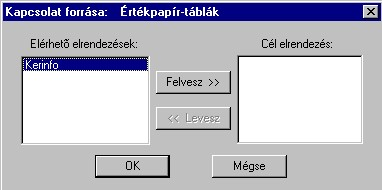 Kapcsolat forrása: Értékpapír-táblák
Elérhető elrendezések:
Cél elrendezés:
Kerinfo
Felvesz >>
<< Levesz
OK
Mégse